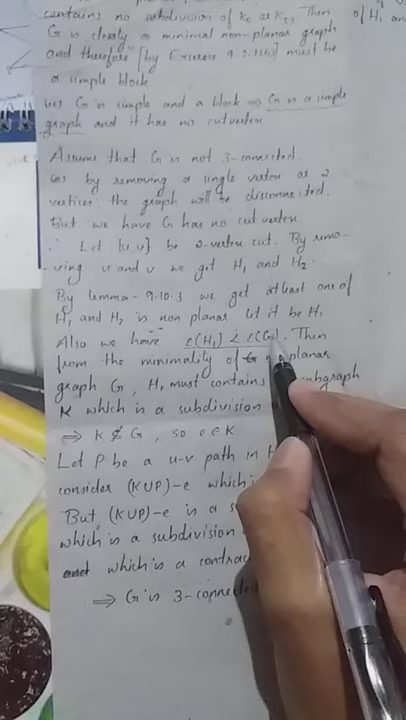 contains no subdivision of K5 or K3,3. Then
of H1 an
G is clearly a minimal non-planar graph
and therefore [by Exercise 9. must be
a simple block
G is simple and a block ⇒ G is a simple
graph and it has no cut vertex
Assume that G is not 3-connected.
by removing a single vertex or 2
vertices the graph will be disconnected.
But we have G has no cut vertex
∴ Let {u,v} be 2-vertex cut. By remo-
ving u and v we get H1 and H2.
By lemma 9.10.3 we get atleast one of
H1 and H2 is non planar. Let it be H1
Also we have ε(H1) < ε(G). Then
from the minimality of planar
graph G, H1 must contains subgraph
K which is a subdivision
⇒ K ⊄ G, so e∈K
Let P be a u-v path in H
consider (K∪P)-e which i
But (K∪P)-e is a s
which is a subdivision
which is a contra
⇒ G is 3-connected